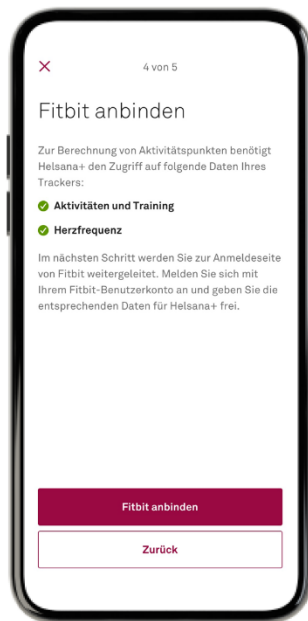 4 von 5
Fitbit anbinden
Zur Berechnung von Aktivitätspunkten benötigt
Helsana+ den Zugriff auf folgende Daten Ihres
Trackers:
Aktivitäten und Training
Herzfrequenz
Im nächsten Schritt werden Sie zur Anmeldeseite
von Fitbit weitergeleitet. Melden Sie sich mit
Ihrem Fitbit-Benutzerkonto an und geben Sie die
entsprechenden Daten für Helsana+ frei.
Fitbit anbinden
Zurück